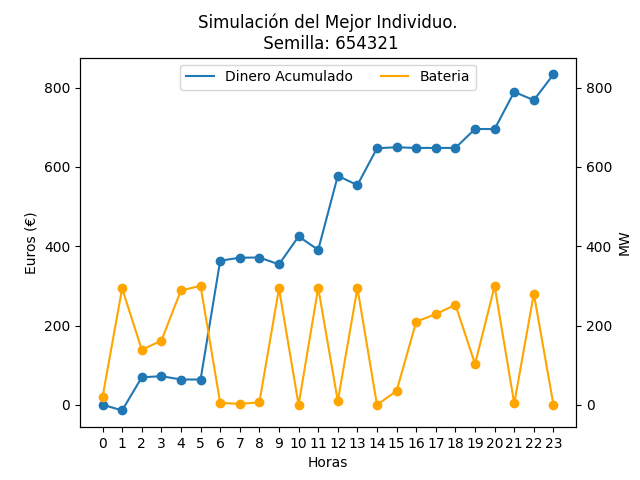 Simulación del Mejor Individuo.
Semilla: 654321
Dinero Acumulado Bateria
800 800
600 600
400 400
200 200
0 0
Euros (€)
MW
0 1 2 3 4 5 6 7 8 9 10 11 12 13 14 15 16 17 18 19 20 21 22 23
Horas